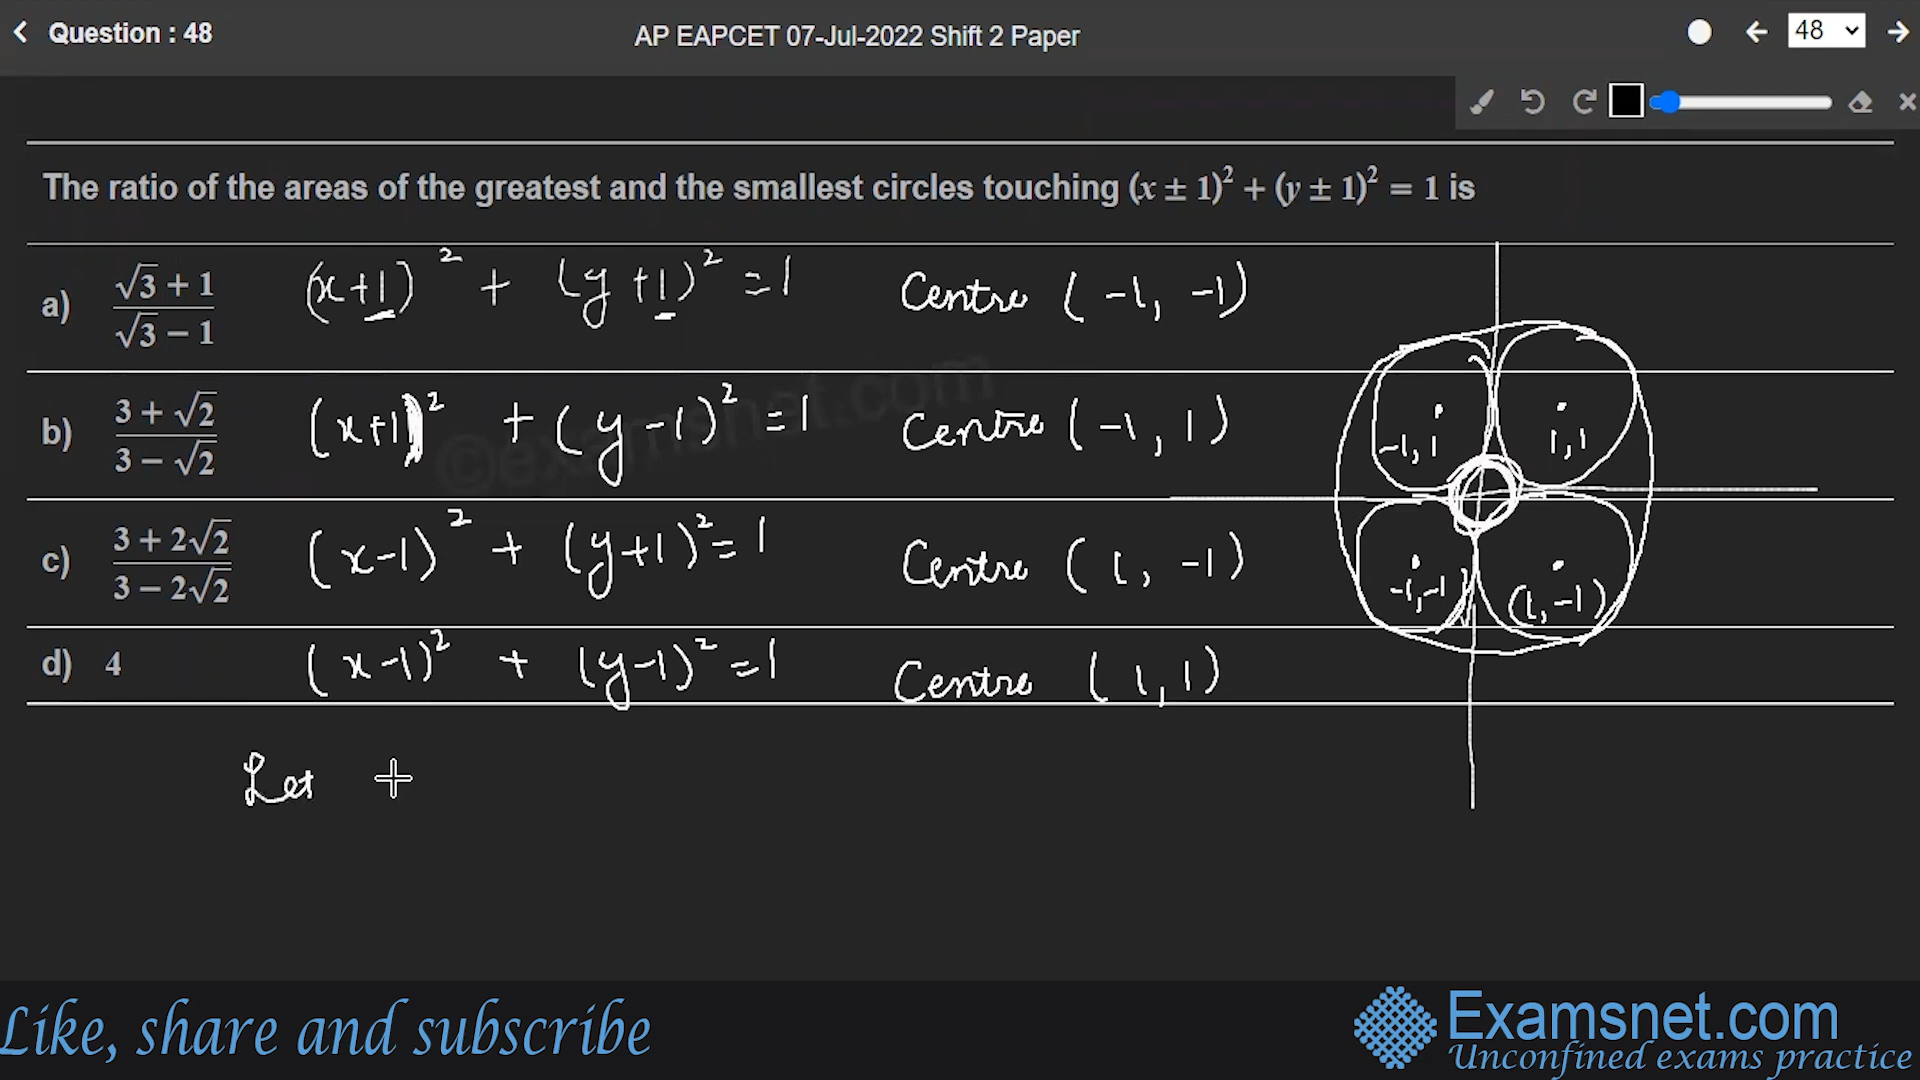 Question : 48
AP EAPCET 07-Jul-2022 Shift 2 Paper
48
The ratio of the areas of the greatest and the smallest circles touching (x ± 1)² + (y ± 1)² = 1 is
a) (√3 + 1)/(√3 − 1) (x+1)² + (y+1)² = 1 Centre (-1, -1)
b) (3 + √2)/(3 − √2) (x+1)² + (y-1)² = 1 Centre (-1, 1)
c) (3 + 2√2)/(3 − 2√2) (x-1)² + (y+1)² = 1 Centre (1, -1)
d) 4 (x-1)² + (y-1)² = 1 Centre (1, 1)
-1, 1
1, 1
-1, -1
(1, -1)
©examsnet.com
Let
Like, share and subscribe
Examsnet.com
Unconfined exams practice